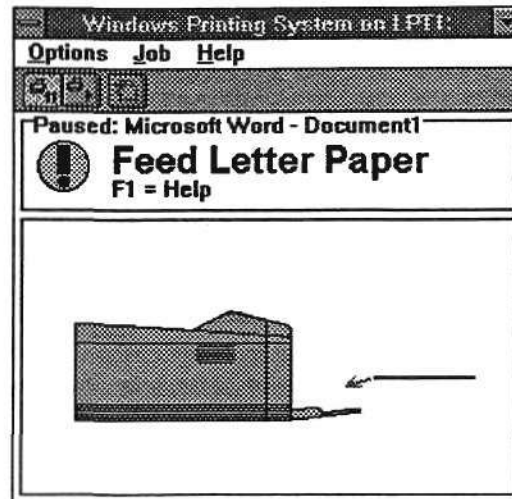 Windows Printing System on LPT1:
Options Job Help
Paused: Microsoft Word - Document1
Feed Letter Paper
F1 = Help